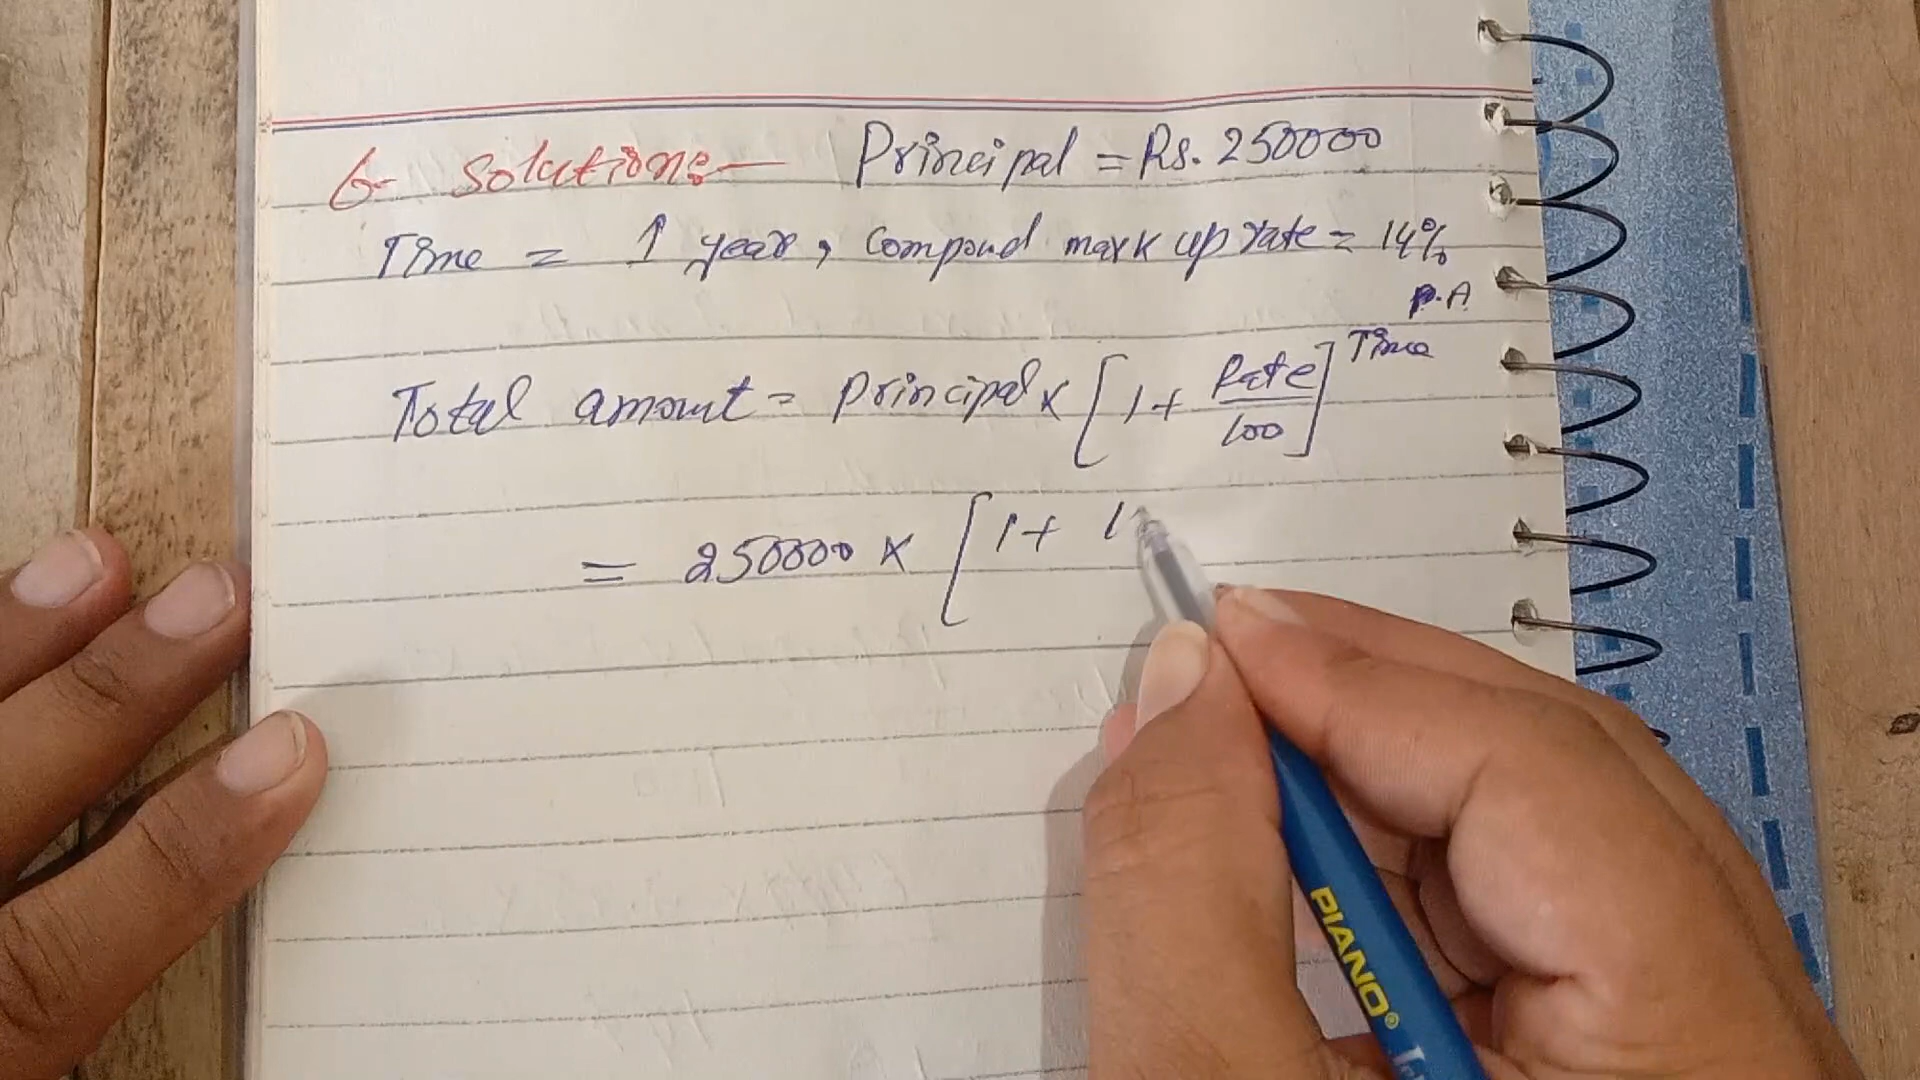 6- Solution:- Principal = Rs. 250000
Time = 1 year, Compound mark up rate = 14%
P.A.
Total amount = Principal × [1 + Rate/100]^Time
= 250000 × [1 + 1
PIANO